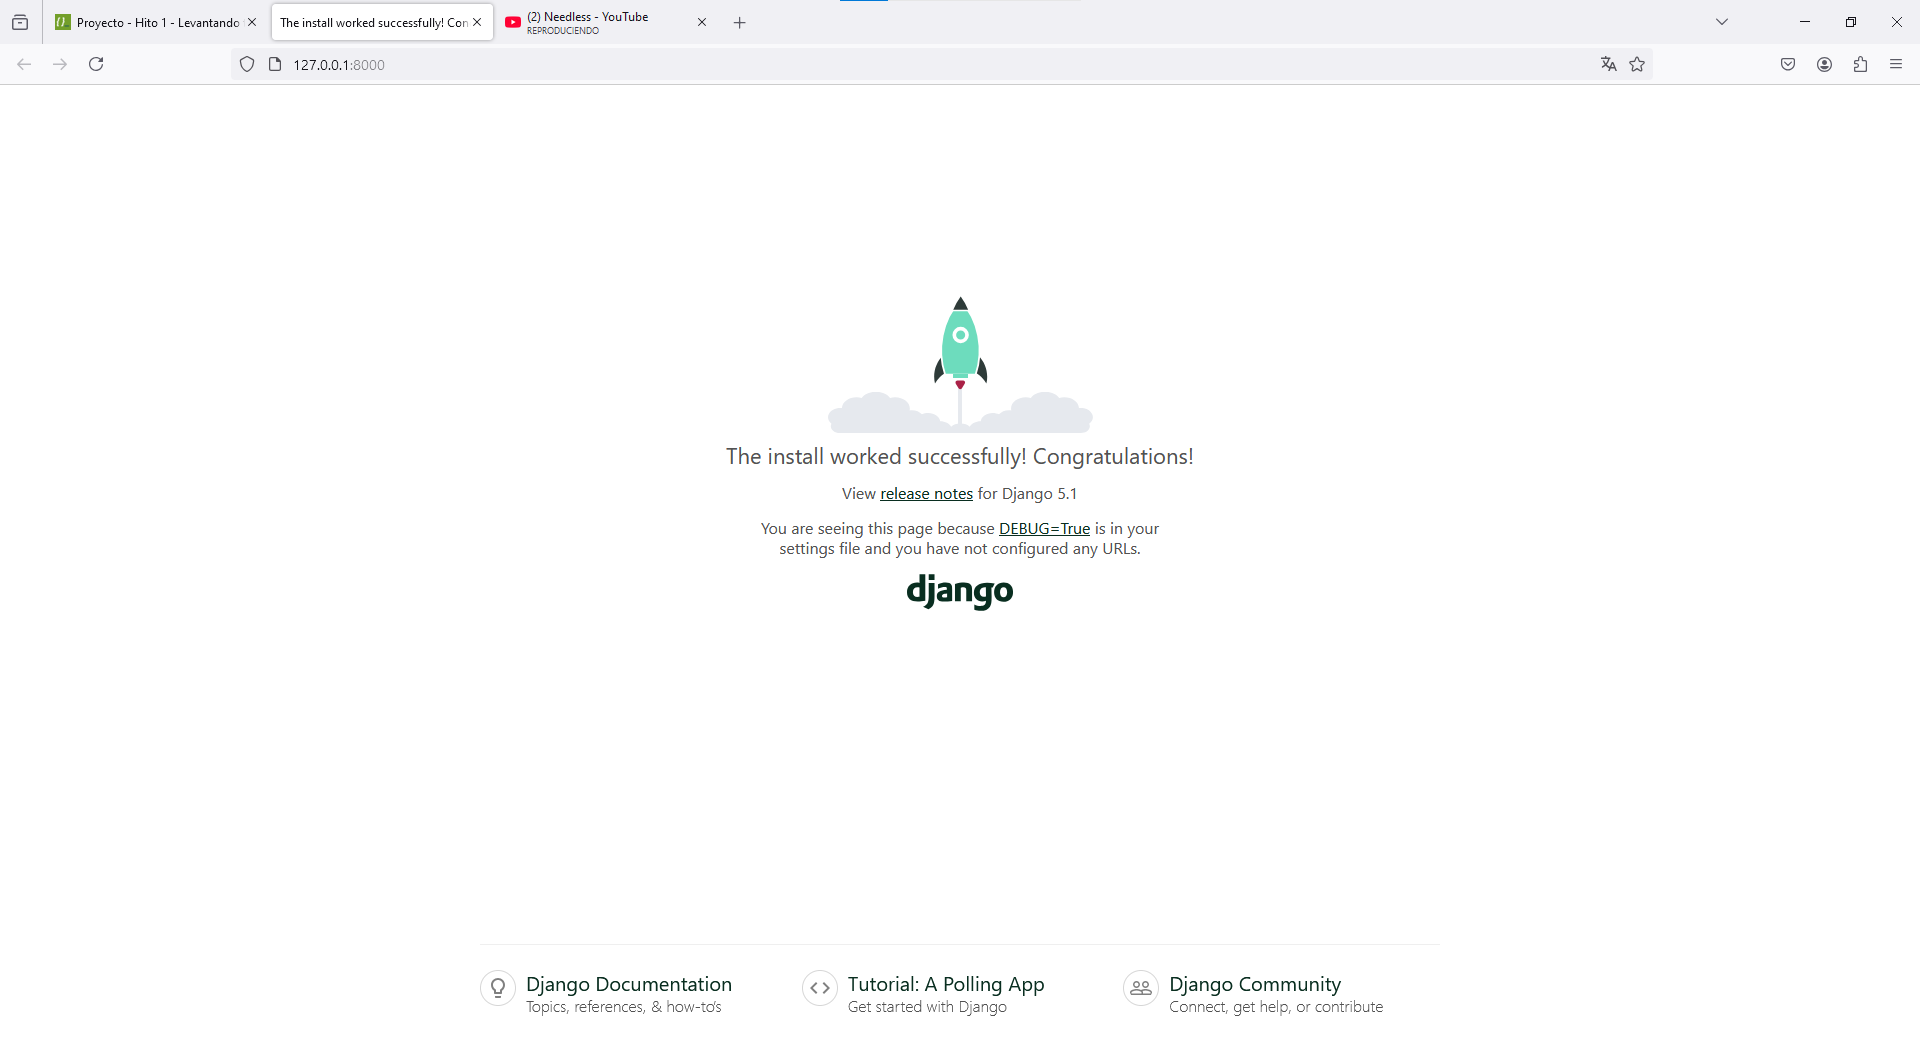 Proyecto - Hito 1 - Levantando
The install worked successfully! Con
(2) Needless - YouTube
REPRODUCIENDO
127.0.0.1:8000
The install worked successfully! Congratulations!
View release notes for Django 5.1
You are seeing this page because DEBUG=True is in your
settings file and you have not configured any URLs.
django
Django Documentation
Topics, references, & how-to's
Tutorial: A Polling App
Get started with Django
Django Community
Connect, get help, or contribute